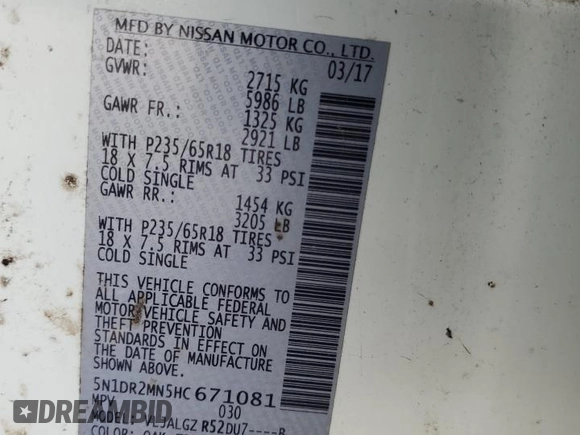 MFD BY NISSAN MOTOR CO., LTD.
DATE: 03/17
GVWR: 2715 KG
5986 LB
GAWR FR.: 1325 KG
2921 LB
WITH P235/65R18 TIRES
18 X 7.5 RIMS AT 33 PSI
COLD SINGLE
GAWR RR.: 1454 KG
3205 LB
WITH P235/65R18 TIRES
18 X 7.5 RIMS AT 33 PSI
COLD SINGLE
THIS VEHICLE CONFORMS TO
ALL APPLICABLE FEDERAL
MOTOR VEHICLE SAFETY AND
THEFT PREVENTION
STANDARDS IN EFFECT ON
THE DATE OF MANUFACTURE
SHOWN ABOVE.
5N1DR2MN5HC671081
MPV 030
MODEL: VLJALGZ R52DU7----B
COLOR:
DREAMBID